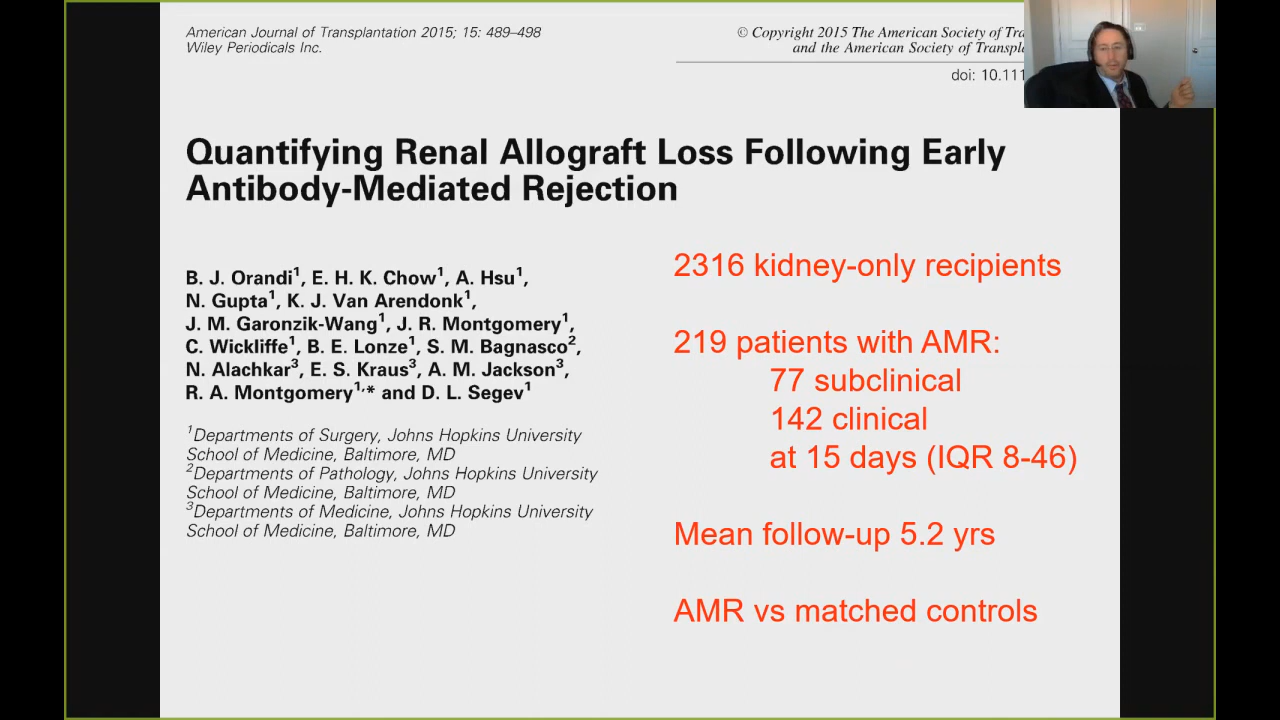 American Journal of Transplantation 2015; 15: 489–498
Wiley Periodicals Inc.
© Copyright 2015 The American Society of
and the American Society of
doi:
Quantifying Renal Allograft Loss Following Early
Antibody-Mediated Rejection
B. J. Orandi¹, E. H. K. Chow¹, A. Hsu¹,
N. Gupta¹, K. J. Van Arendonk¹,
J. M. Garonzik-Wang¹, J. R. Montgomery¹,
C. Wickliffe¹, B. E. Lonze¹, S. M. Bagnasco²,
N. Alachkar³, E. S. Kraus³, A. M. Jackson³,
R. A. Montgomery¹,* and D. L. Segev¹
¹Departments of Surgery, Johns Hopkins University
School of Medicine, Baltimore, MD
²Departments of Pathology, Johns Hopkins University
School of Medicine, Baltimore, MD
³Departments of Medicine, Johns Hopkins University
School of Medicine, Baltimore, MD
2316 kidney-only recipients
219 patients with AMR:
77 subclinical
142 clinical
at 15 days (IQR 8-46)
Mean follow-up 5.2 yrs
AMR vs matched controls